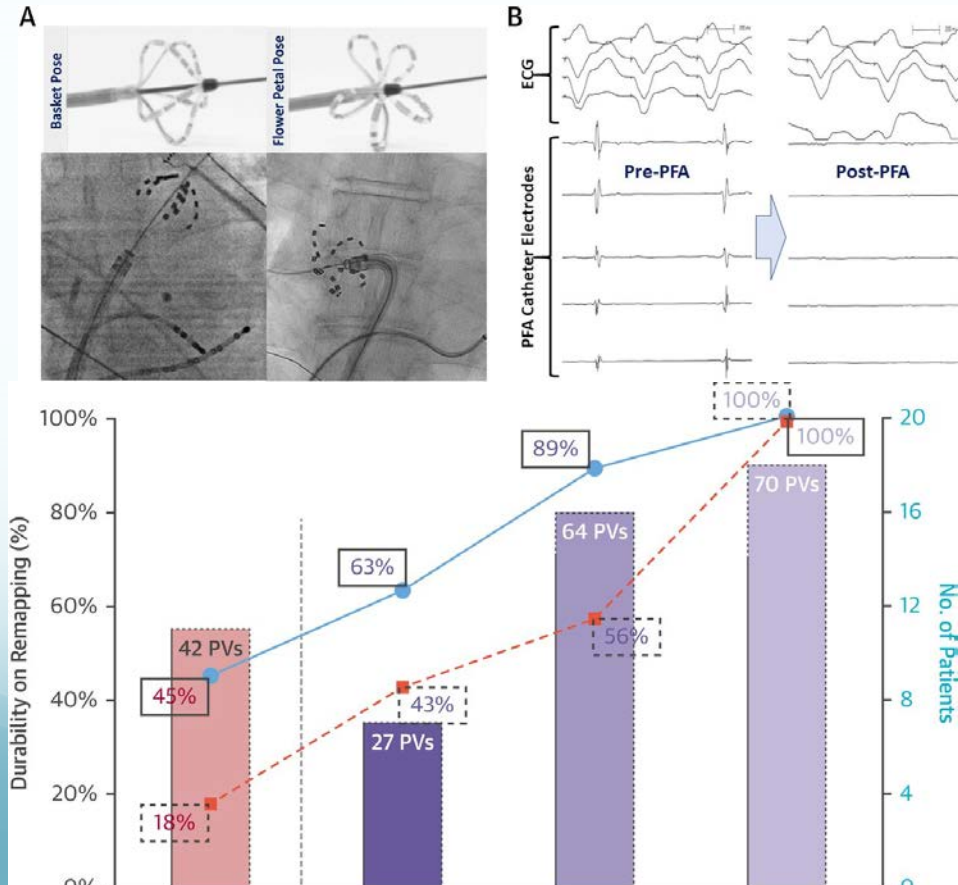 A
B
Basket Pose
Flower Petal Pose
ECG
PFA Catheter Electrodes
Pre-PFA
Post-PFA
100%
80%
60%
40%
20%
0%
Durability on Remapping (%)
42 PVs
45%
18%
63%
43%
27 PVs
89%
64 PVs
56%
100%
100%
70 PVs
20
16
12
8
4
0
No. of Patients